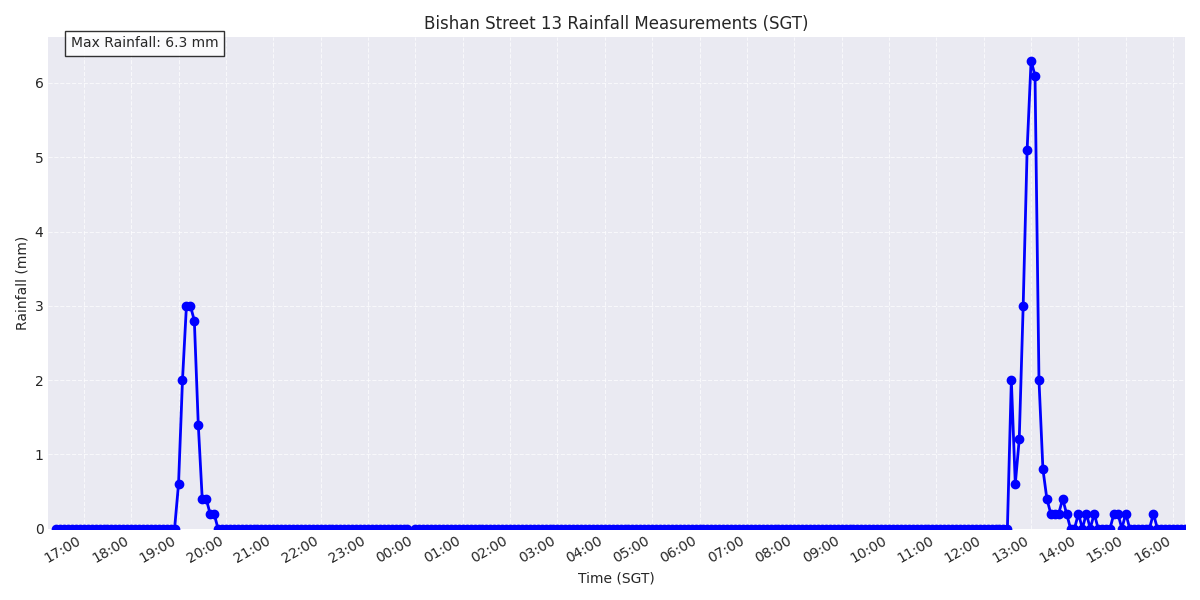 Bishan Street 13 Rainfall Measurements (SGT)
Max Rainfall: 6.3 mm
Rainfall (mm)
6
5
4
3
2
1
0
17:00 18:00 19:00 20:00 21:00 22:00 23:00 00:00 01:00 02:00 03:00 04:00 05:00 06:00 07:00 08:00 09:00 10:00 11:00 12:00 13:00 14:00 15:00 16:00
Time (SGT)